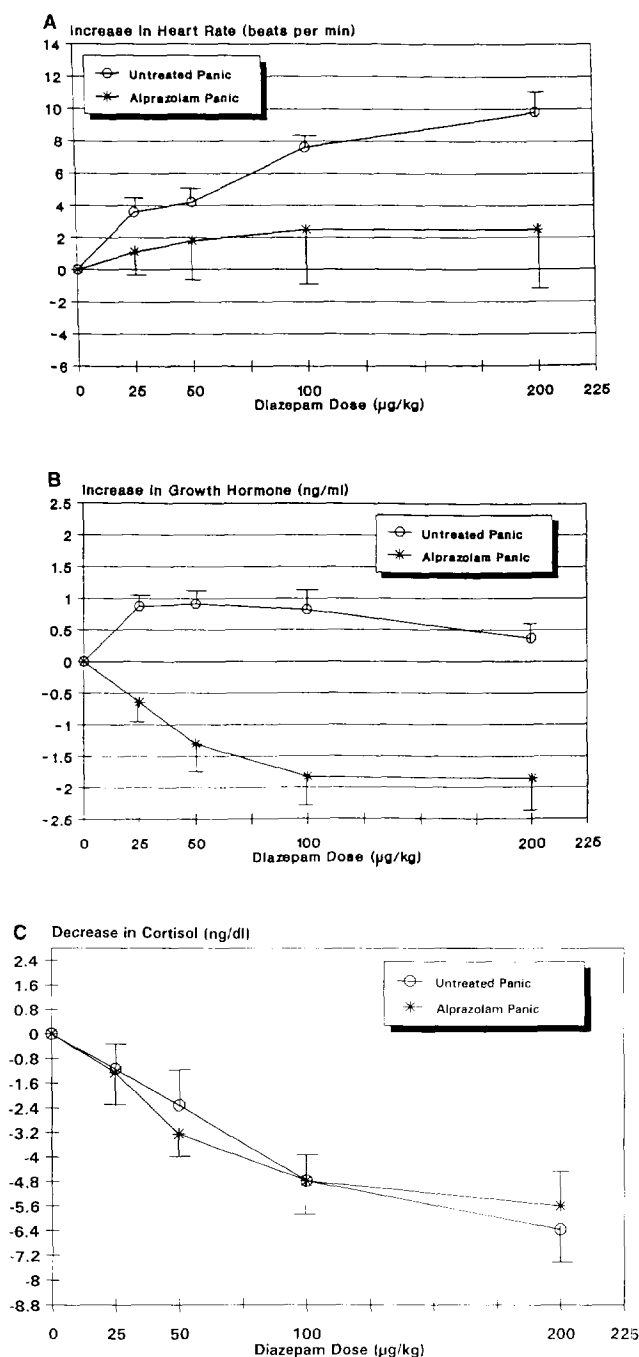 A
Increase In Heart Rate (beats per min)
14
12
10
8
6
4
2
0
-2
-4
-6
Untreated Panic
Alprazolam Panic
0 25 50 100 200 225
Diazepam Dose (µg/kg)
B
Increase in Growth Hormone (ng/ml)
2.5
2
1.5
1
0.5
0
-0.5
-1
-1.5
-2
-2.5
Untreated Panic
Alprazolam Panic
0 25 50 100 200 225
Diazepam Dose (µg/kg)
C
Decrease in Cortisol (ng/dl)
2.4
1.6
0.8
0
-0.8
-1.6
-2.4
-3.2
-4
-4.8
-5.6
-6.4
-7.2
-8
-8.8
Untreated Panic
Alprazolam Panic
0 25 50 100 200 225
Diazepam Dose (µg/kg)